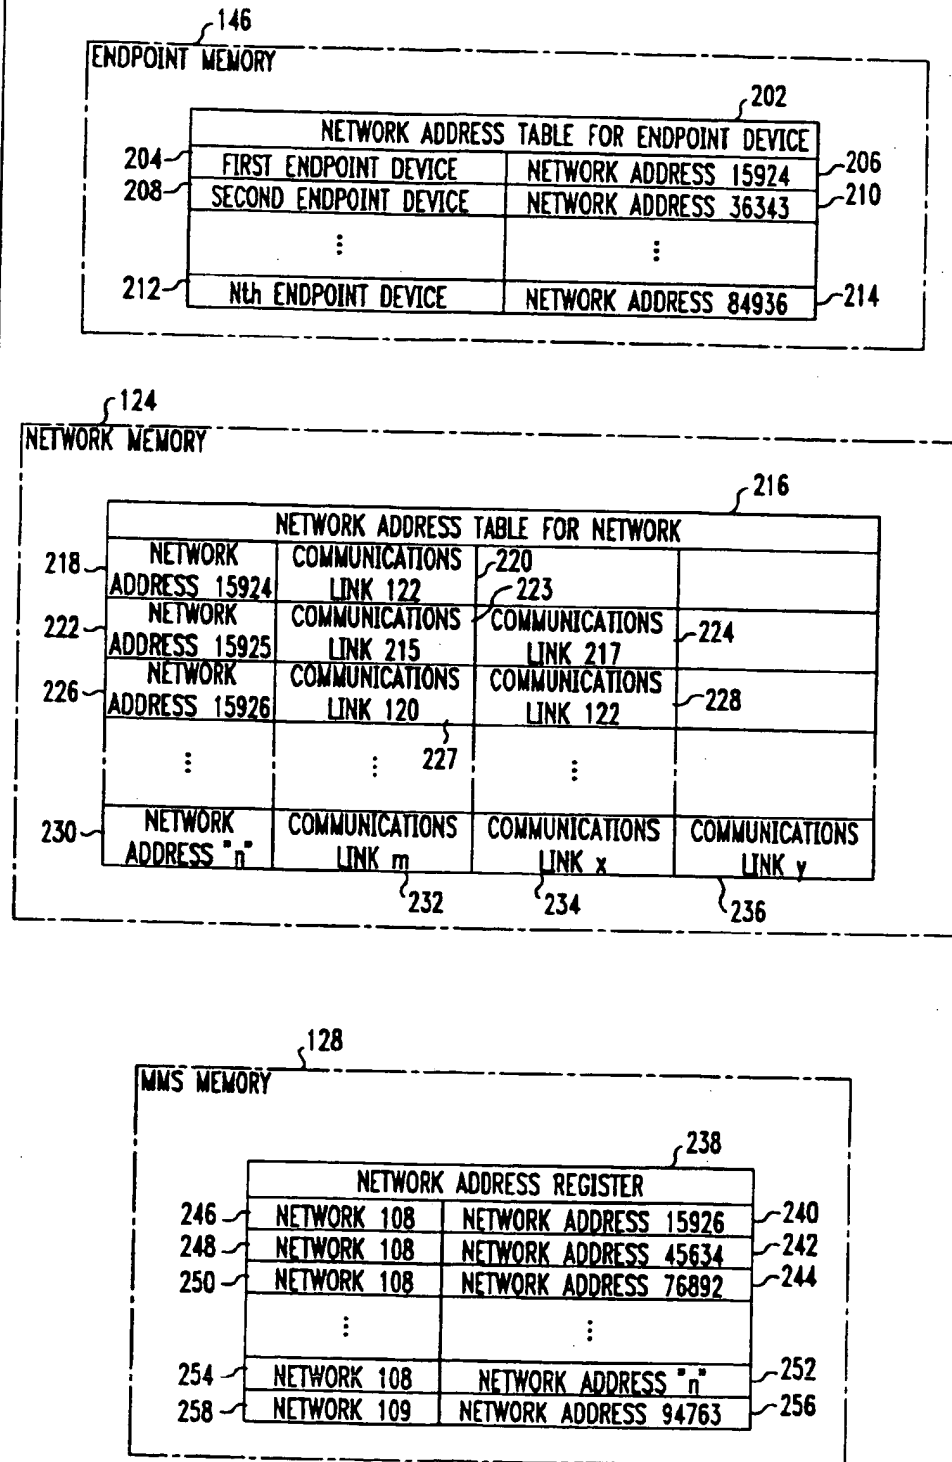 146
ENDPOINT MEMORY
202
NETWORK ADDRESS TABLE FOR ENDPOINT DEVICE
204 FIRST ENDPOINT DEVICE NETWORK ADDRESS 15924 206
208 SECOND ENDPOINT DEVICE NETWORK ADDRESS 36343 210
⋮ ⋮
212 Nth ENDPOINT DEVICE NETWORK ADDRESS 84936 214
124
NETWORK MEMORY
216
NETWORK ADDRESS TABLE FOR NETWORK
218 NETWORK ADDRESS 15924 COMMUNICATIONS LINK 122 220
223
222 NETWORK ADDRESS 15925 COMMUNICATIONS LINK 215 COMMUNICATIONS LINK 217 224
226 NETWORK ADDRESS 15926 COMMUNICATIONS LINK 120 COMMUNICATIONS LINK 122 228
227
⋮ ⋮ ⋮
230 NETWORK ADDRESS "n" COMMUNICATIONS LINK m COMMUNICATIONS LINK x COMMUNICATIONS LINK y
232 234 236
128
MMS MEMORY
238
NETWORK ADDRESS REGISTER
246 NETWORK 108 NETWORK ADDRESS 15926 240
248 NETWORK 108 NETWORK ADDRESS 45634 242
250 NETWORK 108 NETWORK ADDRESS 76892 244
⋮ ⋮
254 NETWORK 108 NETWORK ADDRESS "n" 252
258 NETWORK 109 NETWORK ADDRESS 94763 256